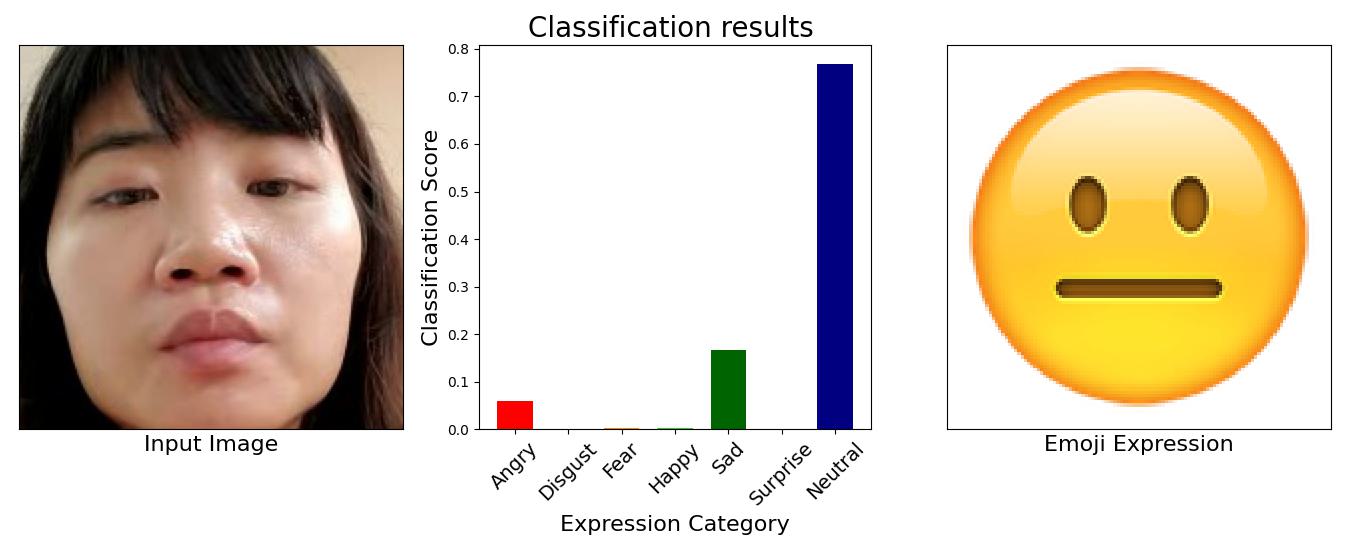 Classification results
0.8
0.7
0.6
0.5
0.4
0.3
0.2
0.1
0.0
Classification Score
Angry
Disgust
Fear
Happy
Sad
Surprise
Neutral
Expression Category
Input Image
Emoji Expression